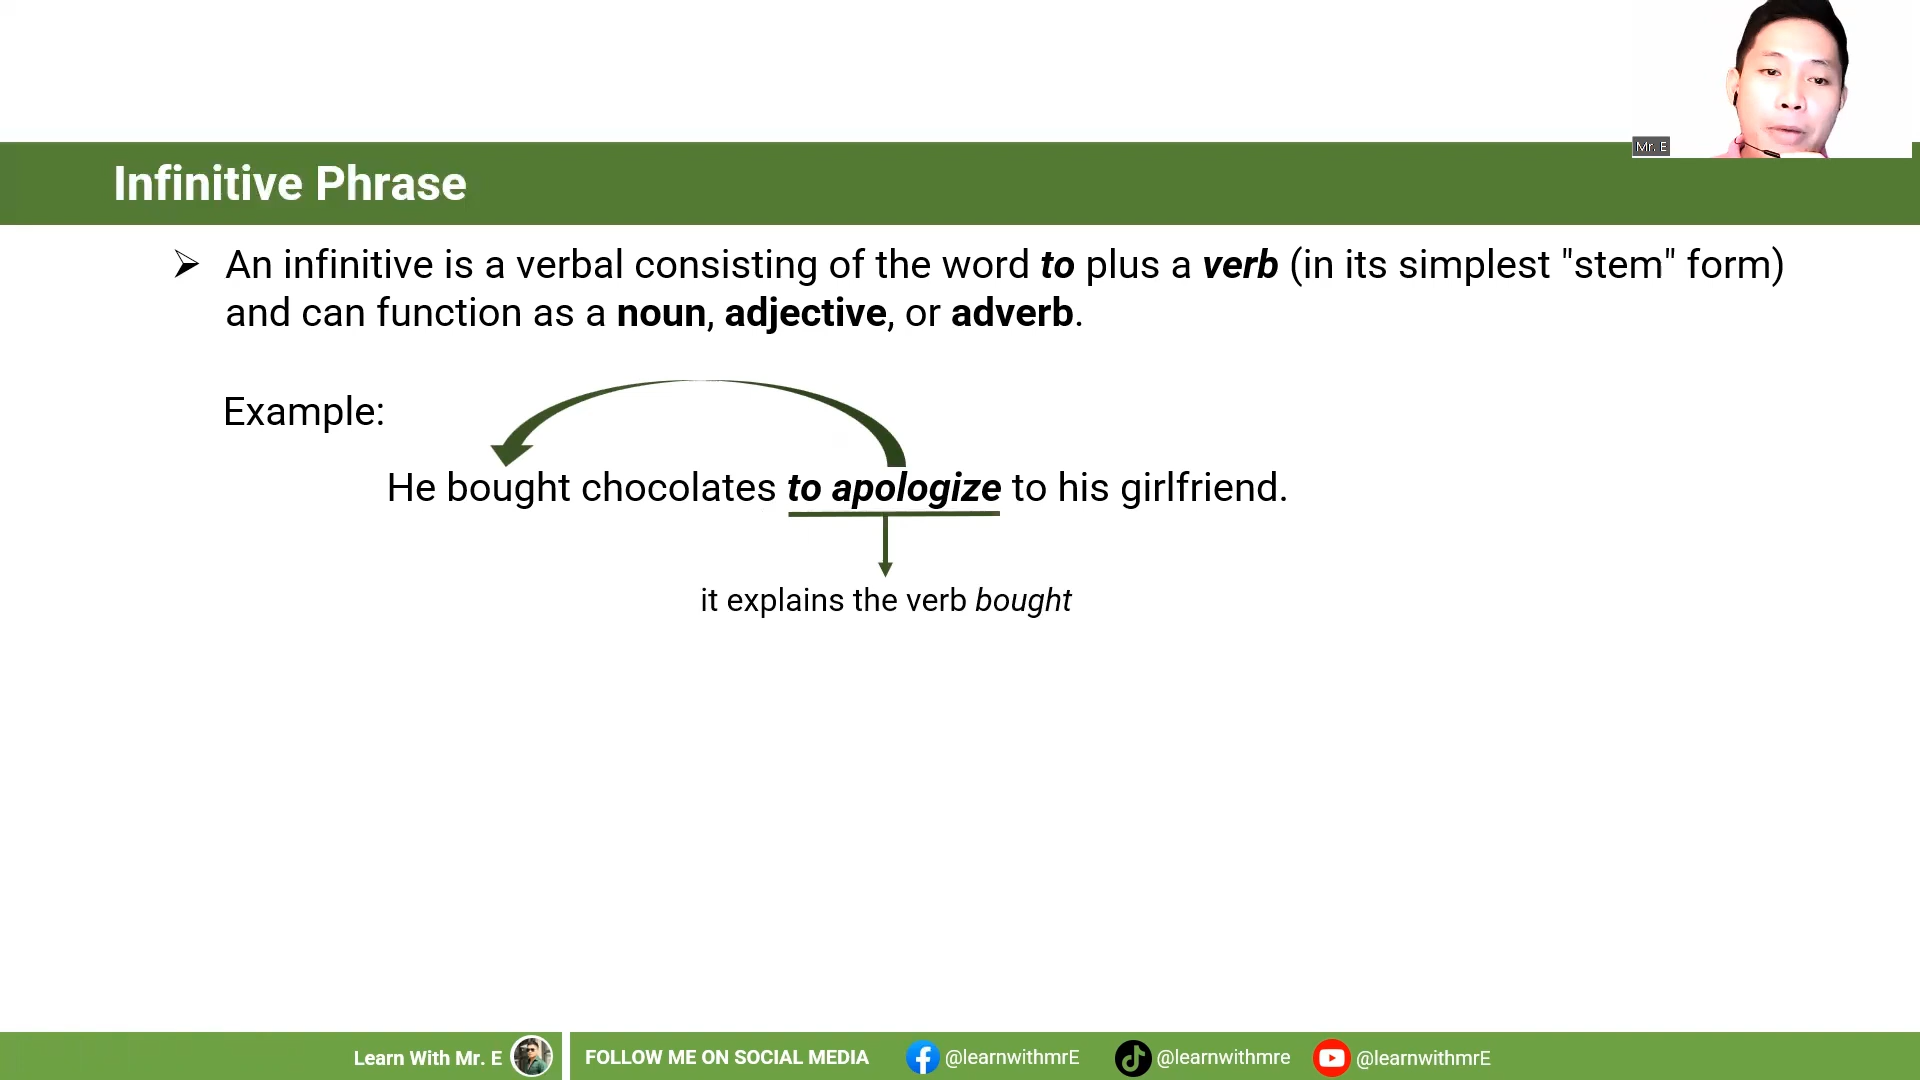 Mr. E
Infinitive Phrase
An infinitive is a verbal consisting of the word to plus a verb (in its simplest "stem" form)
and can function as a noun, adjective, or adverb.
Example:
He bought chocolates to apologize to his girlfriend.
it explains the verb bought
Learn With Mr. E
FOLLOW ME ON SOCIAL MEDIA
@learnwithmrE
@learnwithmre
@learnwithmrE